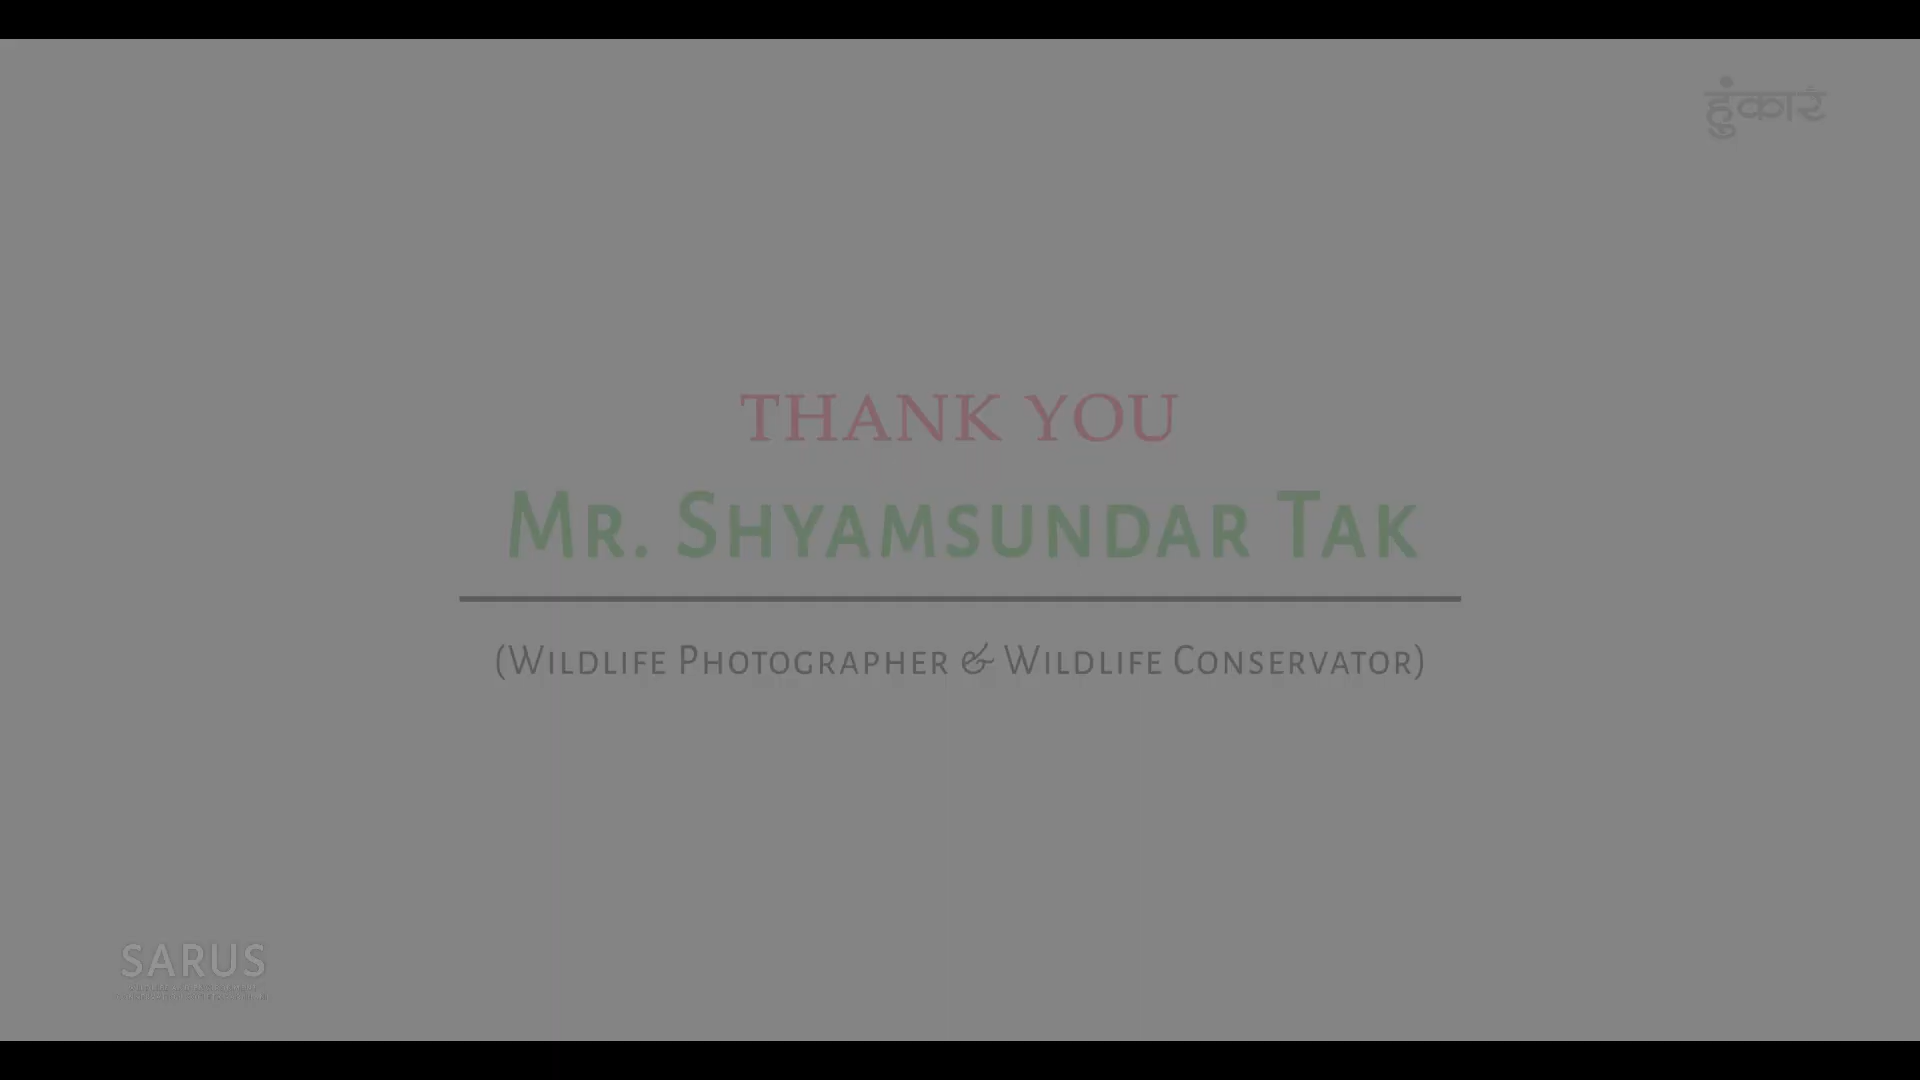 हुंकार
THANK YOU
MR. SHYAMSUNDAR TAK
(WILDLIFE PHOTOGRAPHER & WILDLIFE CONSERVATOR)
SARUS